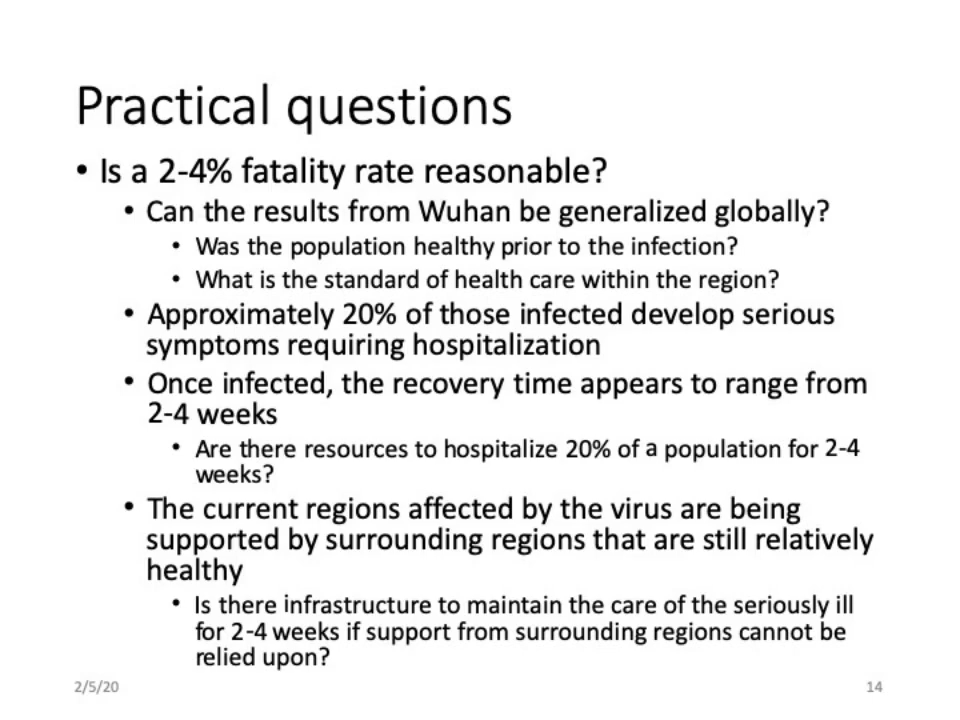 Practical questions
• Is a 2-4% fatality rate reasonable?
• Can the results from Wuhan be generalized globally?
• Was the population healthy prior to the infection?
• What is the standard of health care within the region?
• Approximately 20% of those infected develop serious
symptoms requiring hospitalization
• Once infected, the recovery time appears to range from
2-4 weeks
• Are there resources to hospitalize 20% of a population for 2-4
weeks?
• The current regions affected by the virus are being
supported by surrounding regions that are still relatively
healthy
• Is there infrastructure to maintain the care of the seriously ill
for 2-4 weeks if support from surrounding regions cannot be
relied upon?
2/5/20
14